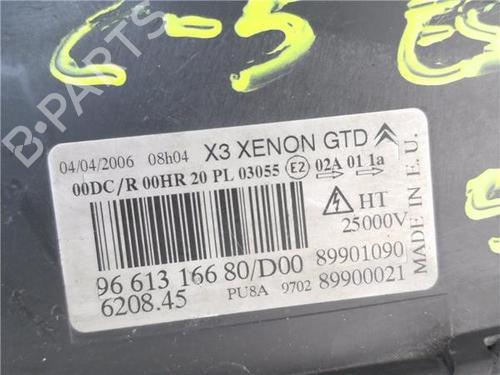 C-5
B-PARTS
04/04/2006 08h04 X3 XENON GTD
00DC/R 00HR 20 PL 03055 E2 02A 01 1a
HT
25000V
MADE IN E.U.
96 613 166 80/D00 89901090
6208.45 PU8A 9702 89900021